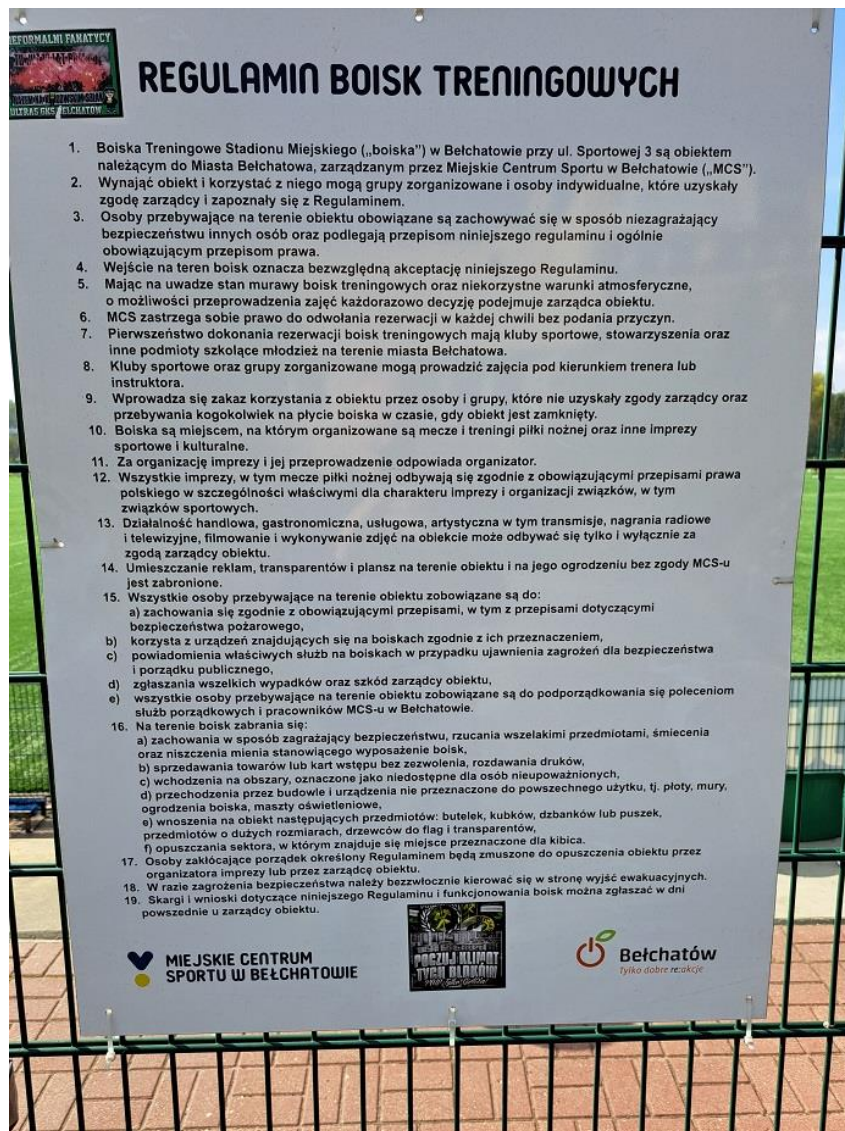 REFORMALNI FANATYCY
ULTRAS GKS BEŁCHATÓW
REGULAMIN BOISK TRENINGOWYCH
1. Boiska Treningowe Stadionu Miejskiego („boiska”) w Bełchatowie przy ul. Sportowej 3 są obiektem
należącym do Miasta Bełchatowa, zarządzanym przez Miejskie Centrum Sportu w Bełchatowie („MCS”).
2. Wynająć obiekt i korzystać z niego mogą grupy zorganizowane i osoby indywidualne, które uzyskały
zgodę zarządcy i zapoznały się z Regulaminem.
3. Osoby przebywające na terenie obiektu obowiązane są zachowywać się w sposób niezagrażający
bezpieczeństwu innych osób oraz podlegają przepisom niniejszego regulaminu i ogólnie
obowiązującym przepisom prawa.
4. Wejście na teren boisk oznacza bezwzględną akceptację niniejszego Regulaminu.
5. Mając na uwadze stan murawy boisk treningowych oraz niekorzystne warunki atmosferyczne,
o możliwości przeprowadzenia zajęć każdorazowo decyzję podejmuje zarządca obiektu.
6. MCS zastrzega sobie prawo do odwołania rezerwacji w każdej chwili bez podania przyczyn.
7. Pierwszeństwo dokonania rezerwacji boisk treningowych mają kluby sportowe, stowarzyszenia oraz
inne podmioty szkolące młodzież na terenie miasta Bełchatowa.
8. Kluby sportowe oraz grupy zorganizowane mogą prowadzić zajęcia pod kierunkiem trenera lub
instruktora.
9. Wprowadza się zakaz korzystania z obiektu przez osoby i grupy, które nie uzyskały zgody zarządcy oraz
przebywania kogokolwiek na płycie boiska w czasie, gdy obiekt jest zamknięty.
10. Boiska są miejscem, na którym organizowane są mecze i treningi piłki nożnej oraz inne imprezy
sportowe i kulturalne.
11. Za organizację imprezy i jej przeprowadzenie odpowiada organizator.
12. Wszystkie imprezy, w tym mecze piłki nożnej odbywają się zgodnie z obowiązującymi przepisami prawa
polskiego w szczególności właściwymi dla charakteru imprezy i organizacji związków, w tym
związków sportowych.
13. Działalność handlowa, gastronomiczna, usługowa, artystyczna w tym transmisje, nagrania radiowe
i telewizyjne, filmowanie i wykonywanie zdjęć na obiekcie może odbywać się tylko i wyłącznie za
zgodą zarządcy obiektu.
14. Umieszczanie reklam, transparentów i plansz na terenie obiektu i na jego ogrodzeniu bez zgody MCS-u
jest zabronione.
15. Wszystkie osoby przebywające na terenie obiektu zobowiązane są do:
a) zachowania się zgodnie z obowiązującymi przepisami, w tym z przepisami dotyczącymi
bezpieczeństwa pożarowego,
b) korzysta z urządzeń znajdujących się na boiskach zgodnie z ich przeznaczeniem,
c) powiadomienia właściwych służb na boiskach w przypadku ujawnienia zagrożeń dla bezpieczeństwa
i porządku publicznego,
d) zgłaszania wszelkich wypadków oraz szkód zarządcy obiektu,
e) wszystkie osoby przebywające na terenie obiektu zobowiązane są do podporządkowania się poleceniom
służb porządkowych i pracowników MCS-u w Bełchatowie.
16. Na terenie boisk zabrania się:
a) zachowania w sposób zagrażający bezpieczeństwu, rzucania wszelakimi przedmiotami, śmiecenia
oraz niszczenia mienia stanowiącego wyposażenie boisk,
b) sprzedawania towarów lub kart wstępu bez zezwolenia, rozdawania druków,
c) wchodzenia na obszary, oznaczone jako niedostępne dla osób nieupoważnionych,
d) przechodzenia przez budowle i urządzenia nie przeznaczone do powszechnego użytku, tj. płoty, mury,
ogrodzenia boiska, maszty oświetleniowe,
e) wnoszenia na obiekt następujących przedmiotów: butelek, kubków, dzbanków lub puszek,
przedmiotów o dużych rozmiarach, drzewców do flag i transparentów,
f) opuszczania sektora, w którym znajduje się miejsce przeznaczone dla kibica.
17. Osoby zakłócające porządek określony Regulaminem będą zmuszone do opuszczenia obiektu przez
organizatora imprezy lub przez zarządcę obiektu.
18. W razie zagrożenia bezpieczeństwa należy bezzwłocznie kierować się w stronę wyjść ewakuacyjnych.
19. Skargi i wnioski dotyczące niniejszego Regulaminu i funkcjonowania boisk można zgłaszać w dni
powszednie u zarządcy obiektu.
MIEJSKIE CENTRUM
SPORTU W BEŁCHATOWIE
POCZUJ KLIMAT
TYCH BLOKÓW
Bełchatów
tylko dobre re:akcje